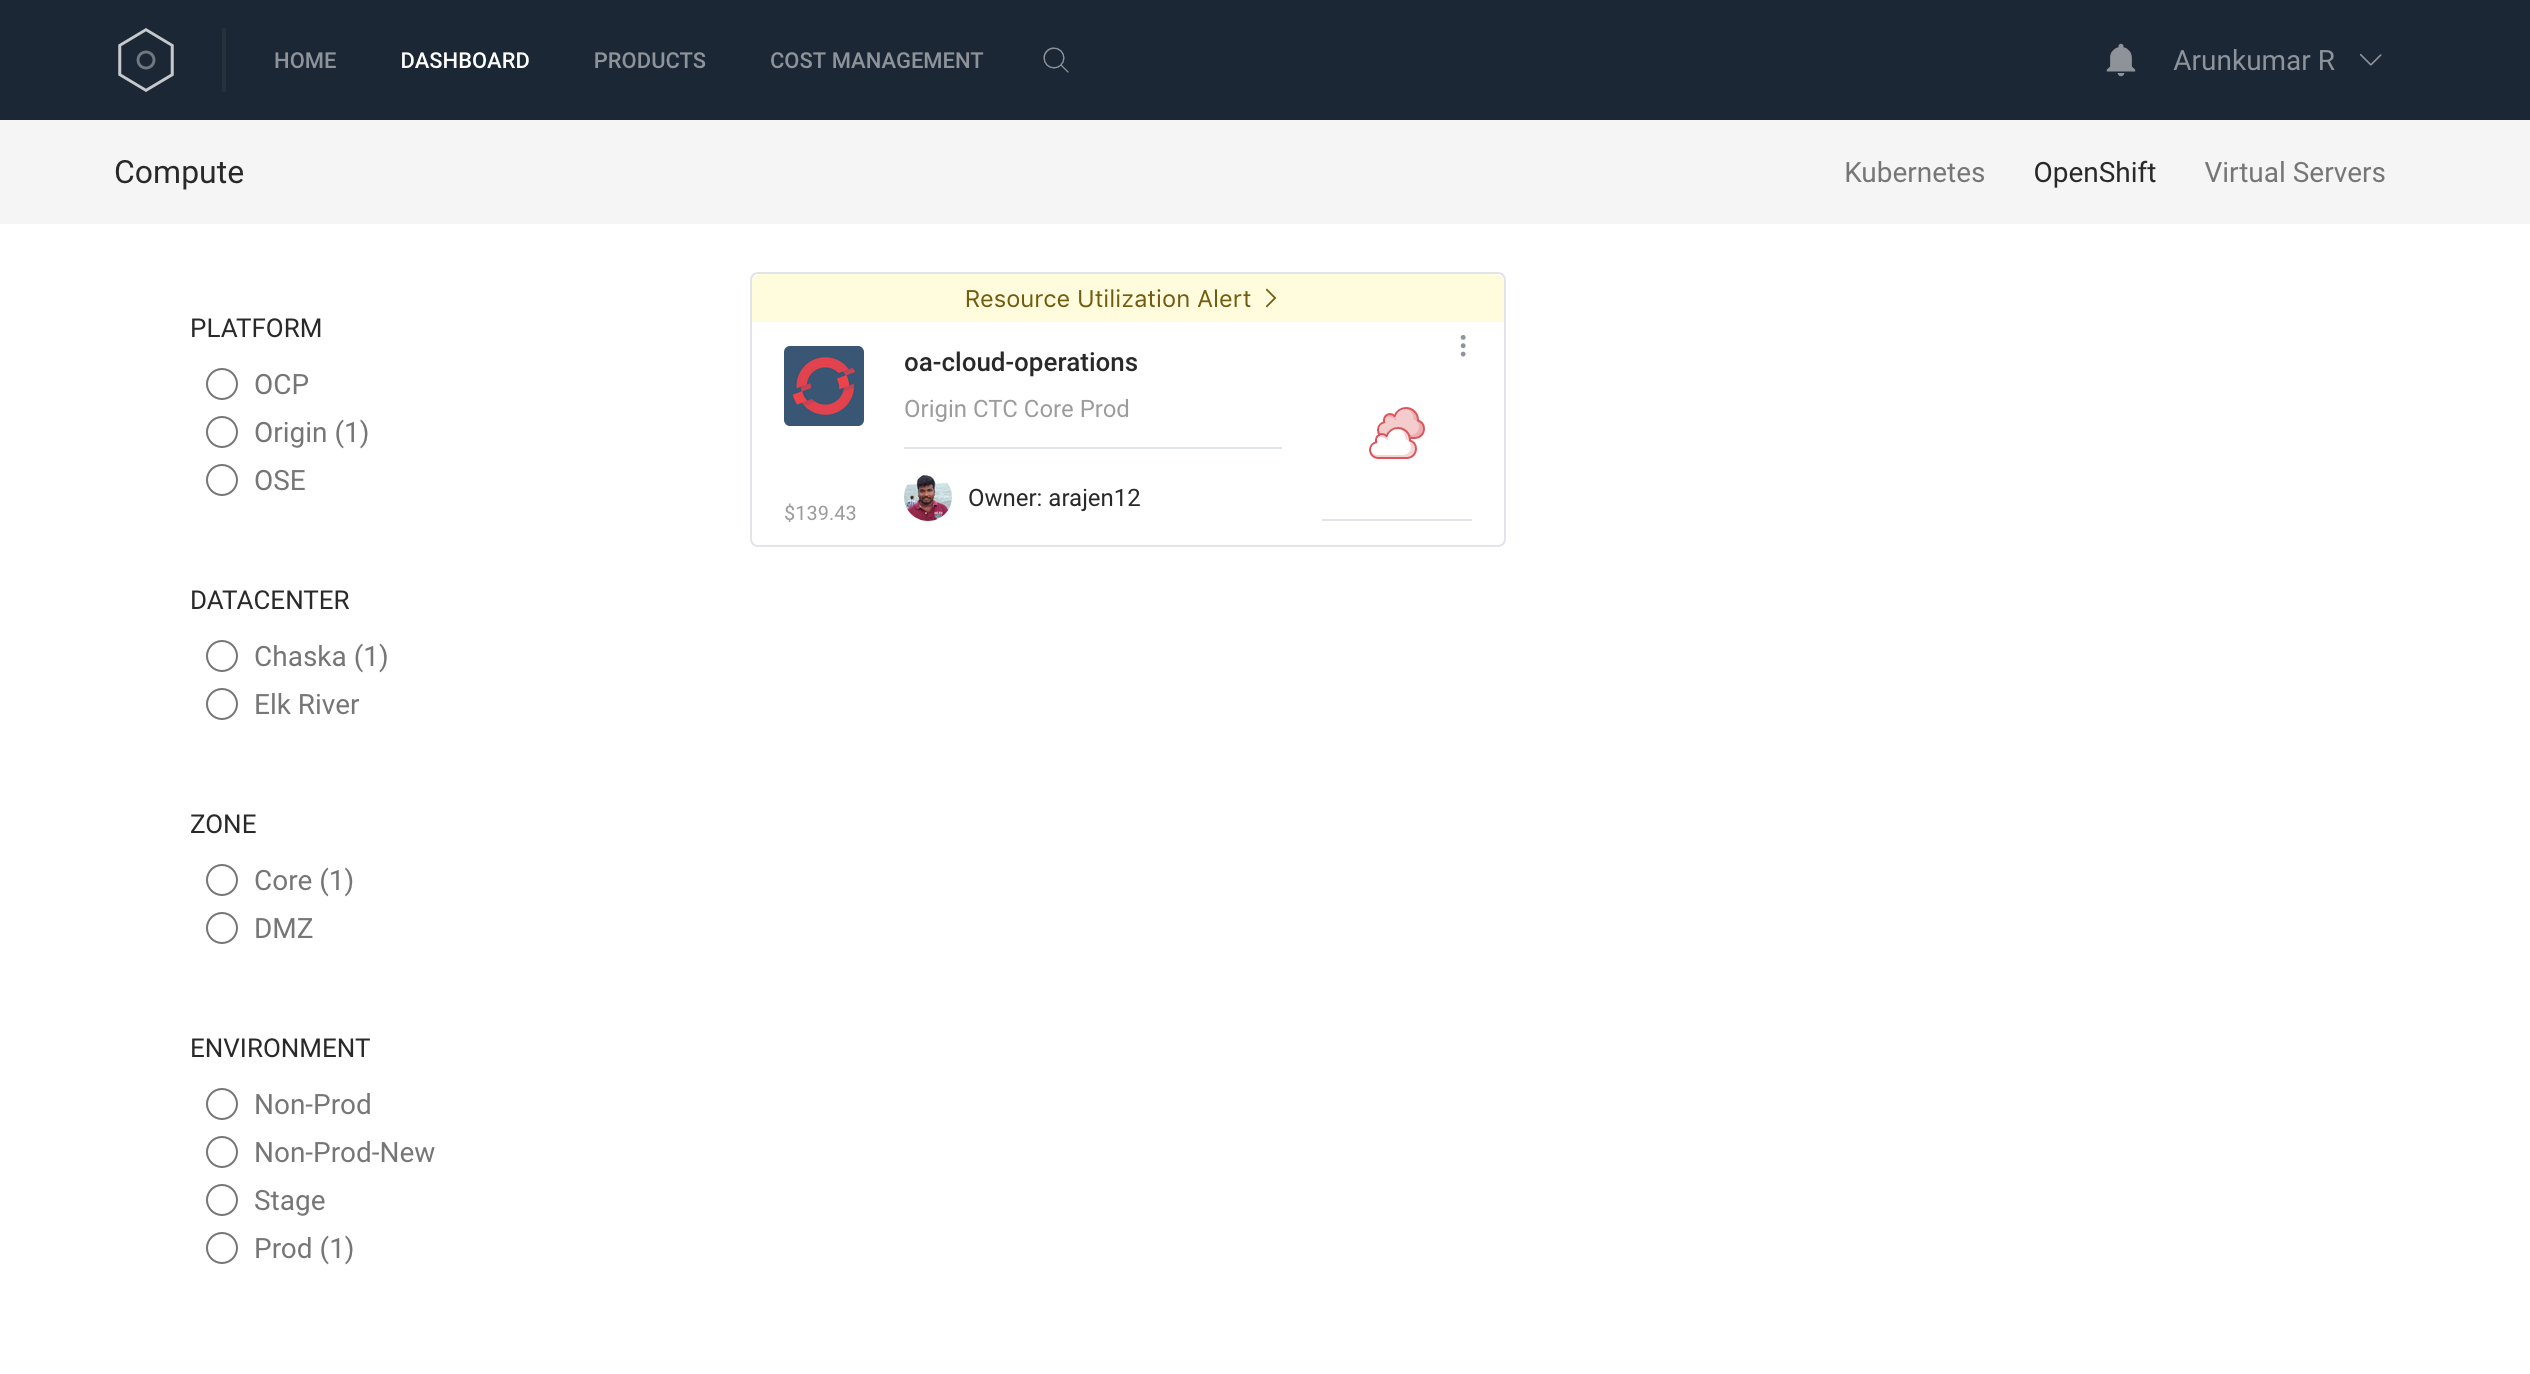 HOME DASHBOARD PRODUCTS COST MANAGEMENT Arunkumar R
Compute Kubernetes OpenShift Virtual Servers
PLATFORM
OCP
Origin (1)
OSE
DATACENTER
Chaska (1)
Elk River
ZONE
Core (1)
DMZ
ENVIRONMENT
Non-Prod
Non-Prod-New
Stage
Prod (1)
Resource Utilization Alert
oa-cloud-operations
Origin CTC Core Prod
Owner: arajen12
$139.43